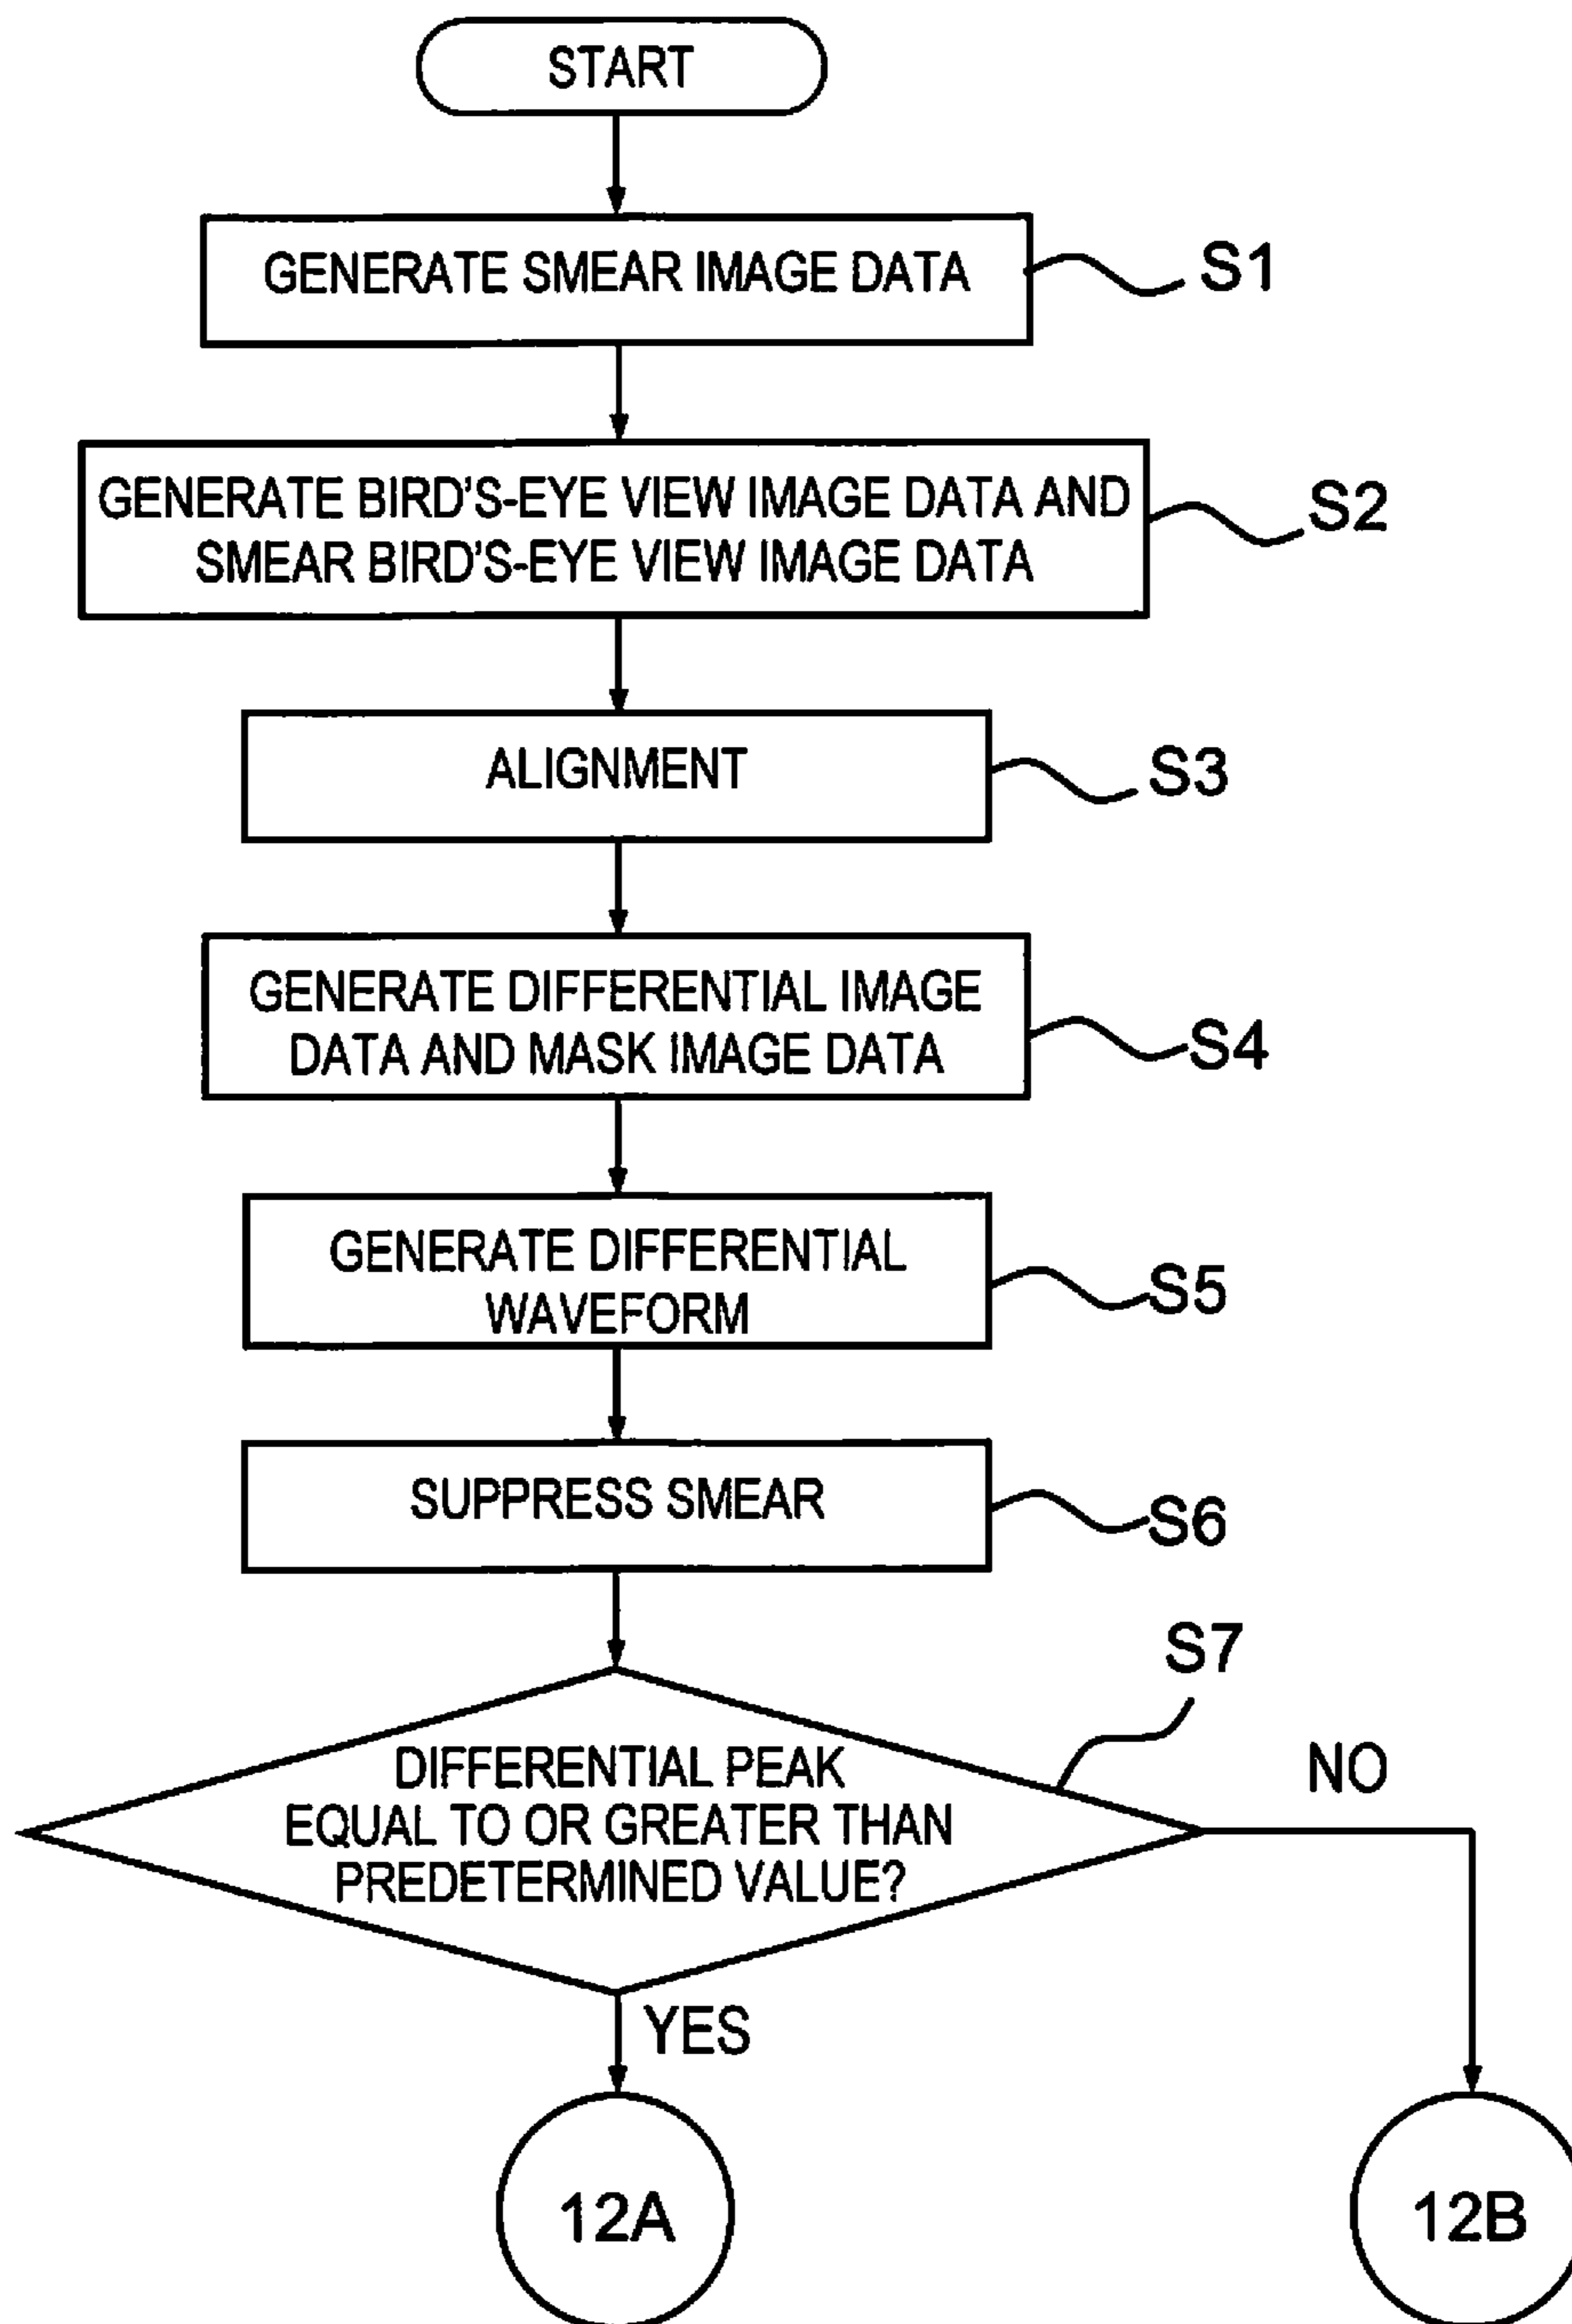 START
GENERATE SMEAR IMAGE DATA
S1
GENERATE BIRD'S-EYE VIEW IMAGE DATA AND
SMEAR BIRD'S-EYE VIEW IMAGE DATA
S2
ALIGNMENT
S3
GENERATE DIFFERENTIAL IMAGE
DATA AND MASK IMAGE DATA
S4
GENERATE DIFFERENTIAL
WAVEFORM
S5
SUPPRESS SMEAR
S6
S7
DIFFERENTIAL PEAK
EQUAL TO OR GREATER THAN
PREDETERMINED VALUE?
NO
YES
12A
12B